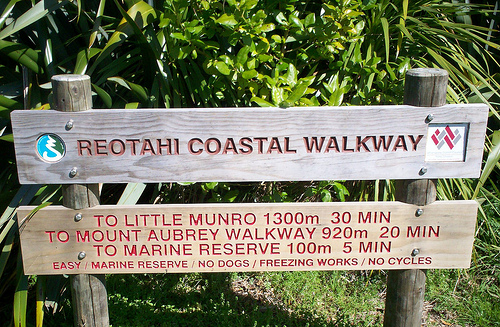 REOTAHI COASTAL WALKWAY
TO LITTLE MUNRO 1300m 30 MIN
TO MOUNT AUBREY WALKWAY 920m 20 MIN
TO MARINE RESERVE 100m 5 MIN
EASY / MARINE RESERVE / NO DOGS / FREEZING WORKS / NO CYCLES